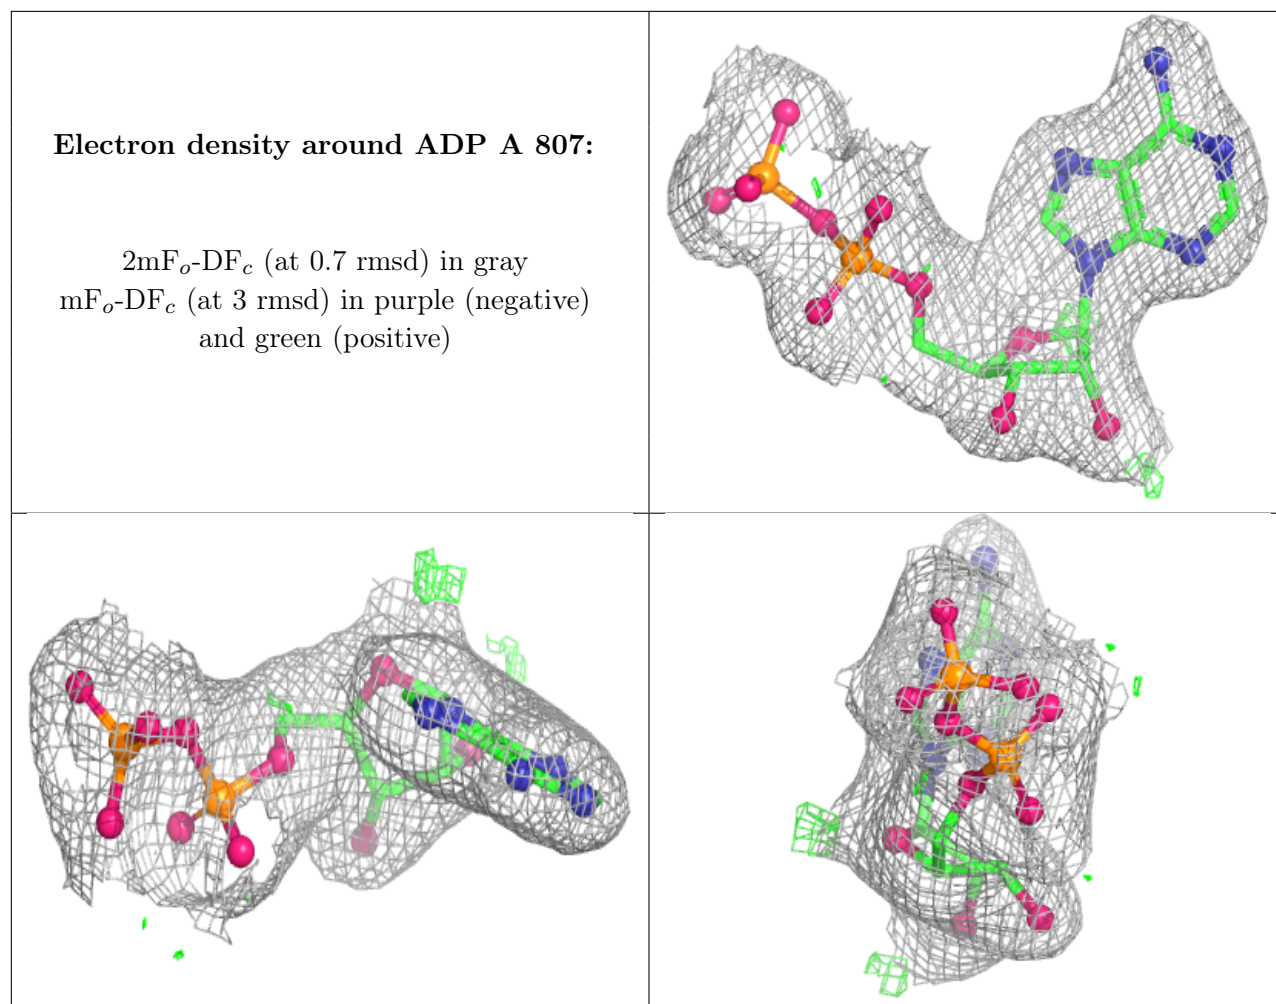 Electron density around ADP A 807:
2mFₒ-DF𝑐 (at 0.7 rmsd) in gray
mFₒ-DF𝑐 (at 3 rmsd) in purple (negative)
and green (positive)